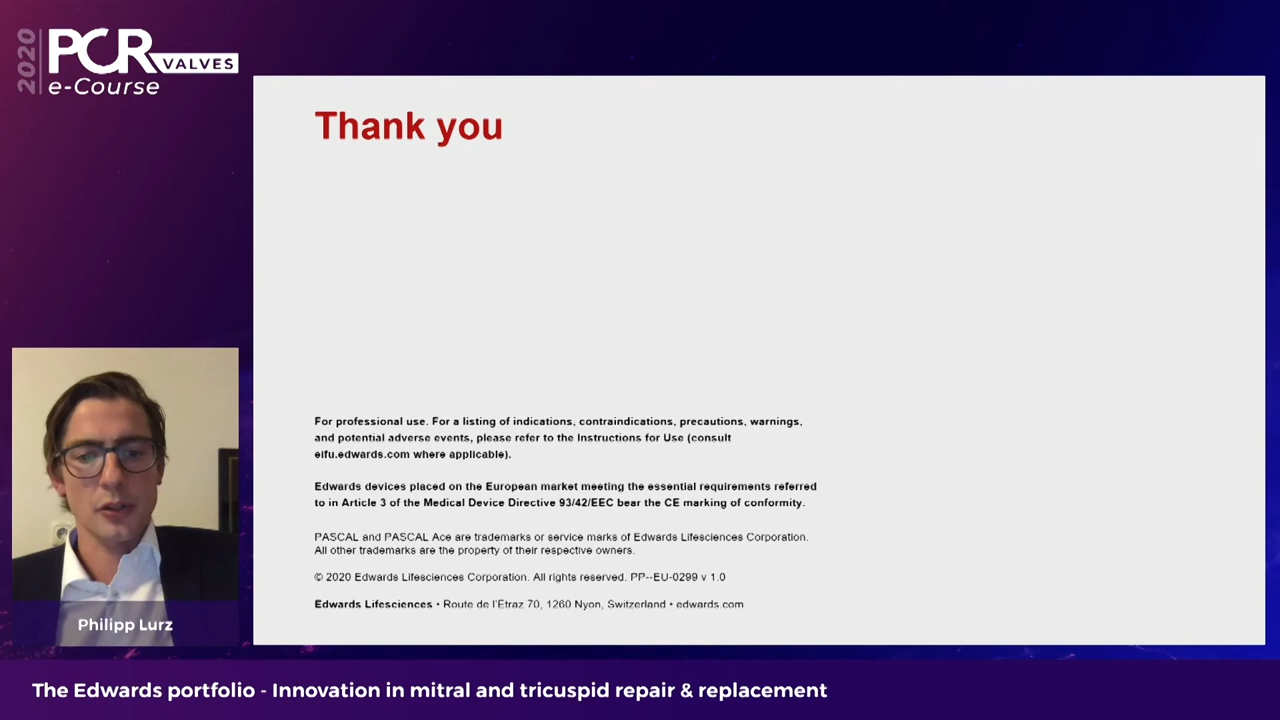 2020
PCR
VALVES
e-Course
Thank you
For professional use. For a listing of indications, contraindications, precautions, warnings,
and potential adverse events, please refer to the Instructions for Use (consult
eifu.edwards.com where applicable).
Edwards devices placed on the European market meeting the essential requirements referred
to in Article 3 of the Medical Device Directive 93/42/EEC bear the CE marking of conformity.
PASCAL and PASCAL Ace are trademarks or service marks of Edwards Lifesciences Corporation.
All other trademarks are the property of their respective owners.
© 2020 Edwards Lifesciences Corporation. All rights reserved. PP--EU-0299 v 1.0
Edwards Lifesciences • Route de l'Etraz 70, 1260 Nyon, Switzerland • edwards.com
Philipp Lurz
The Edwards portfolio - Innovation in mitral and tricuspid repair & replacement